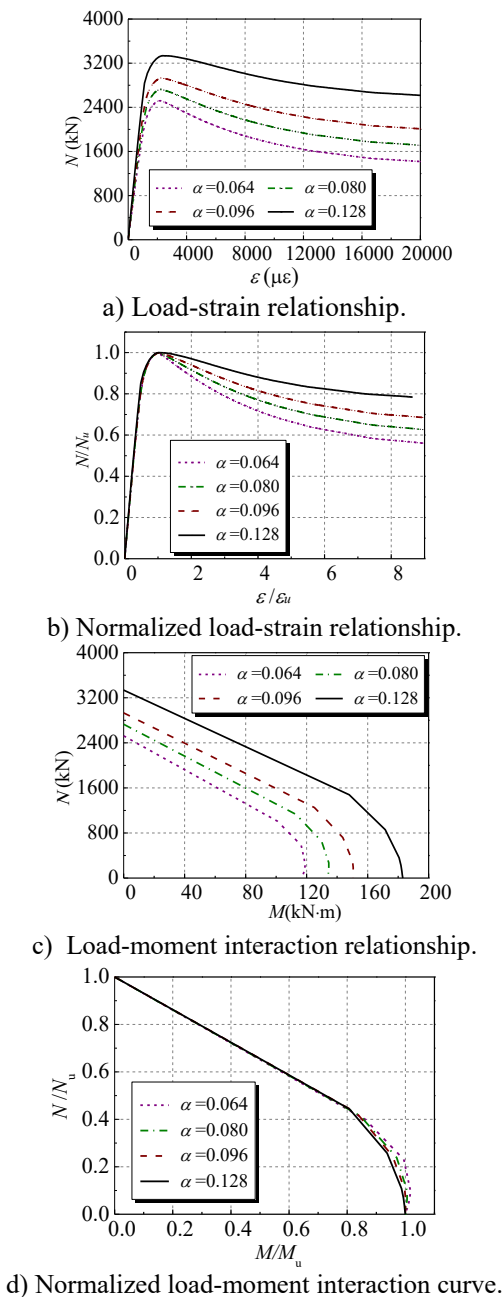 4000
3200
2400
1600
800
0
N (kN)
α=0.064 α=0.080
α=0.096 α=0.128
0 4000 8000 12000 16000 20000
ε (με)
a) Load-strain relationship.
1.0
0.8
0.6
0.4
0.2
0.0
N/Nu
α=0.064
α=0.080
α=0.096
α=0.128
0 2 4 6 8
ε/εu
b) Normalized load-strain relationship.
4000
3200
2400
1600
800
0
N(kN)
α=0.064 α=0.080
α=0.096 α=0.128
0 40 80 120 160 200
M(kN·m)
c) Load-moment interaction relationship.
1.0
0.8
0.6
0.4
0.2
0.0
N/Nu
α=0.064
α=0.080
α=0.096
α=0.128
0.0 0.2 0.4 0.6 0.8 1.0
M/Mu
d) Normalized load-moment interaction curve.